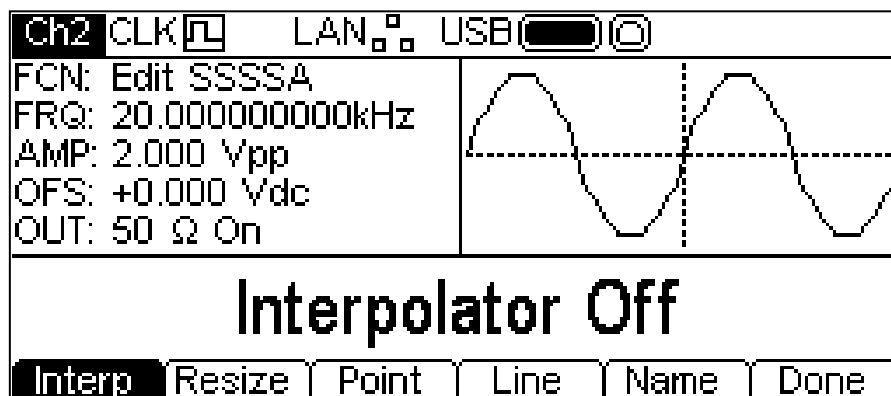 Ch2 CLK LAN USB
FCN: Edit SSSSA
FRQ: 20.000000000kHz
AMP: 2.000 Vpp
OFS: +0.000 Vdc
OUT: 50 Ω On
Interpolator Off
Interp Resize Point Line Name Done